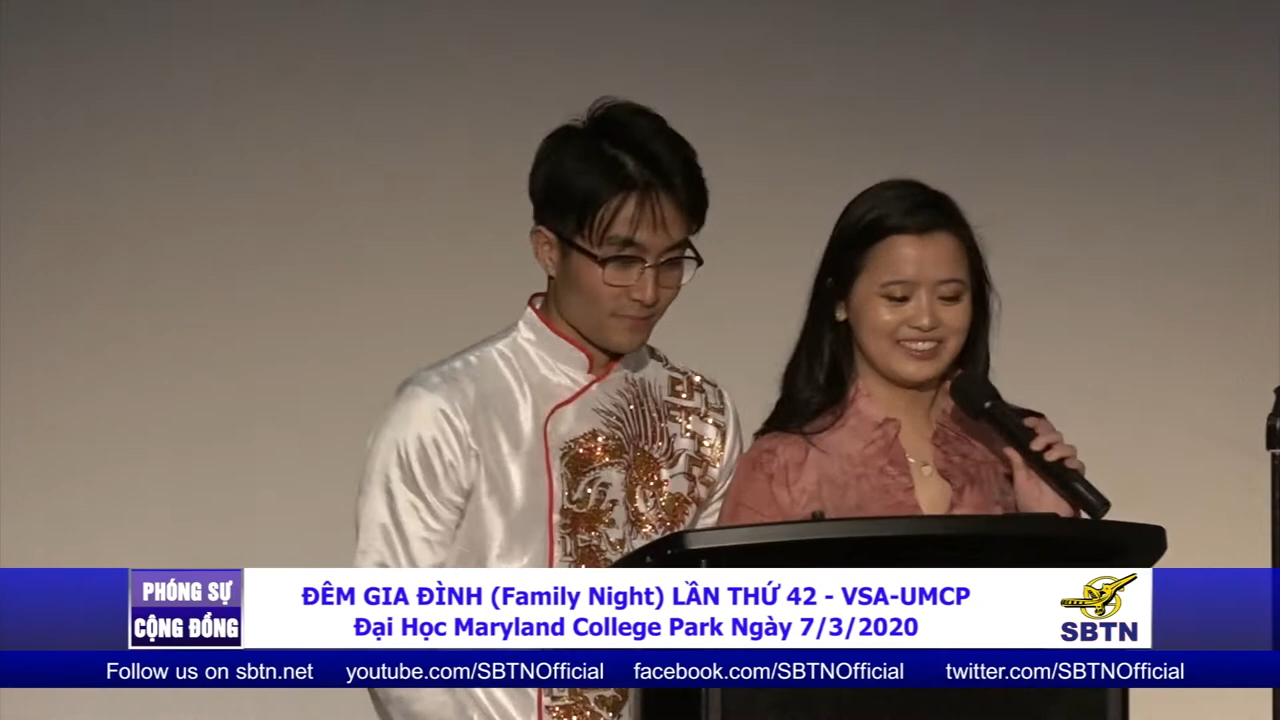 PHÓNG SỰ
CỘNG ĐỒNG
ĐÊM GIA ĐÌNH (Family Night) LẦN THỨ 42 - VSA-UMCP
Đại Học Maryland College Park Ngày 7/3/2020
SBTN
Follow us on sbtn.net youtube.com/SBTNOfficial facebook.com/SBTNOfficial twitter.com/SBTNOfficial